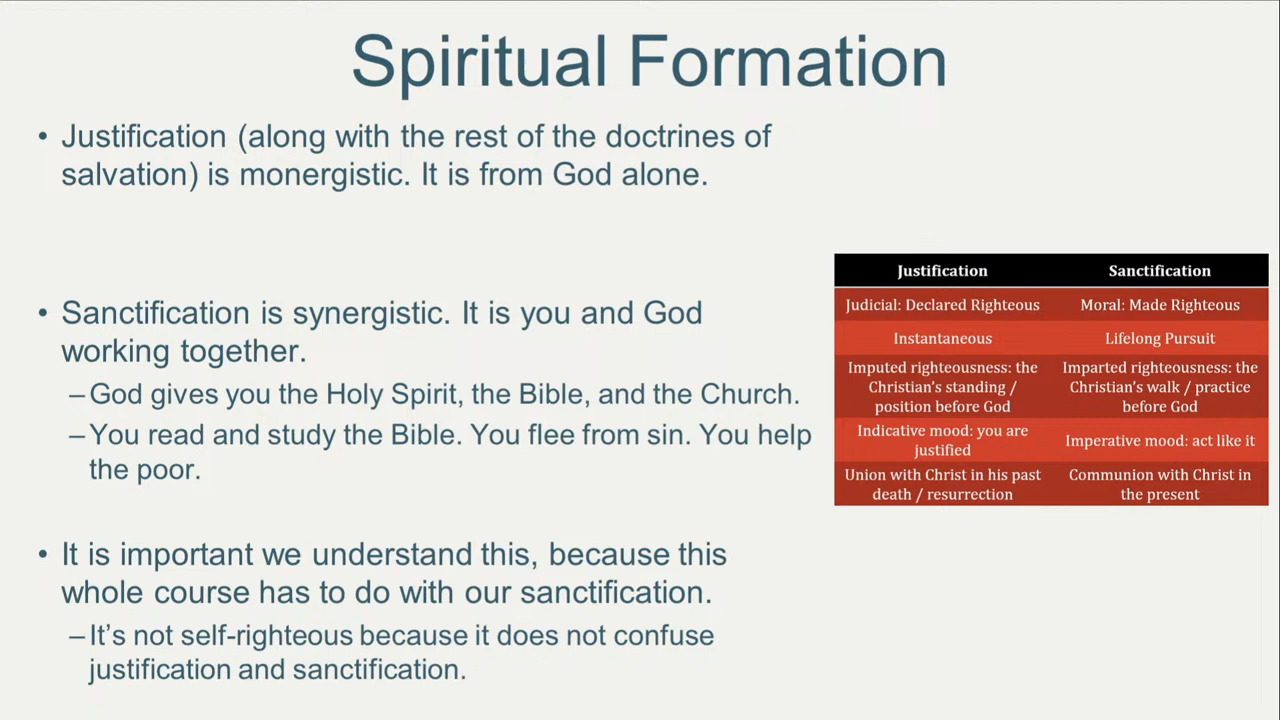 Spiritual Formation
• Justification (along with the rest of the doctrines of
salvation) is monergistic. It is from God alone.
• Sanctification is synergistic. It is you and God
working together.
–God gives you the Holy Spirit, the Bible, and the Church.
–You read and study the Bible. You flee from sin. You help
the poor.
• It is important we understand this, because this
whole course has to do with our sanctification.
–It’s not self-righteous because it does not confuse
justification and sanctification.
Justification Sanctification
Judicial: Declared Righteous Moral: Made Righteous
Instantaneous Lifelong Pursuit
Imputed righteousness: the
Christian’s standing /
position before God
Imparted righteousness: the
Christian’s walk / practice
before God
Indicative mood: you are
justified
Imperative mood: act like it
Union with Christ in his past
death / resurrection
Communion with Christ in
the present